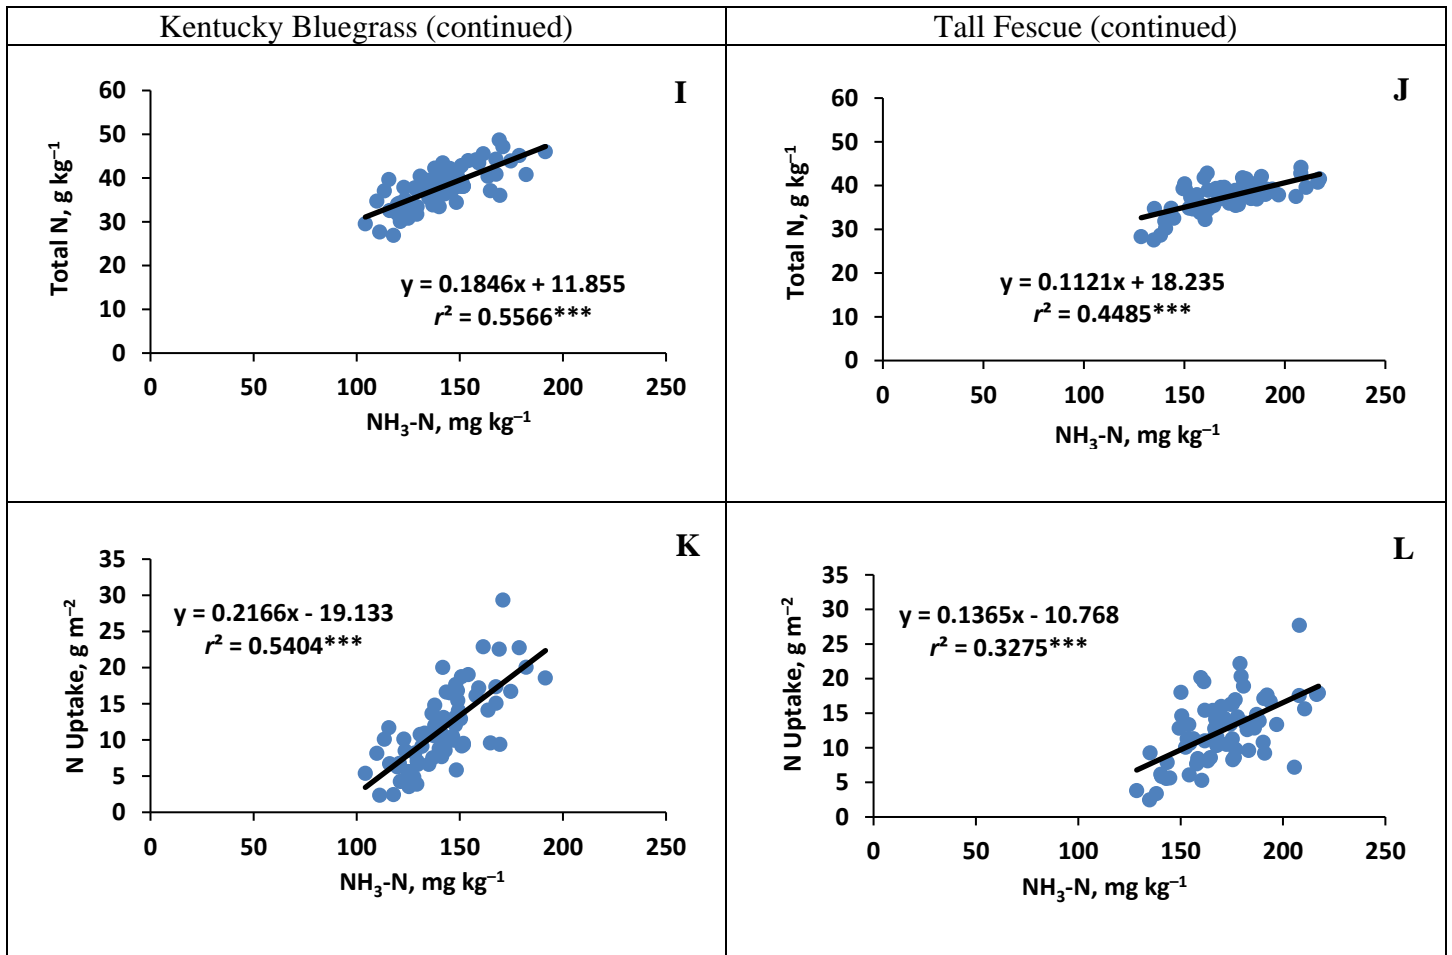 Kentucky Bluegrass (continued)
Tall Fescue (continued)
I
60
50
40
30
20
10
0
Total N, g kg⁻¹
y = 0.1846x + 11.855
r² = 0.5566***
0 50 100 150 200 250
NH₃-N, mg kg⁻¹
J
60
50
40
30
20
10
0
Total N, g kg⁻¹
y = 0.1121x + 18.235
r² = 0.4485***
0 50 100 150 200 250
NH₃-N, mg kg⁻¹
K
35
30
25
20
15
10
5
0
N Uptake, g m⁻²
y = 0.2166x - 19.133
r² = 0.5404***
0 50 100 150 200 250
NH₃-N, mg kg⁻¹
L
35
30
25
20
15
10
5
0
N Uptake, g m⁻²
y = 0.1365x - 10.768
r² = 0.3275***
0 50 100 150 200 250
NH₃-N, mg kg⁻¹